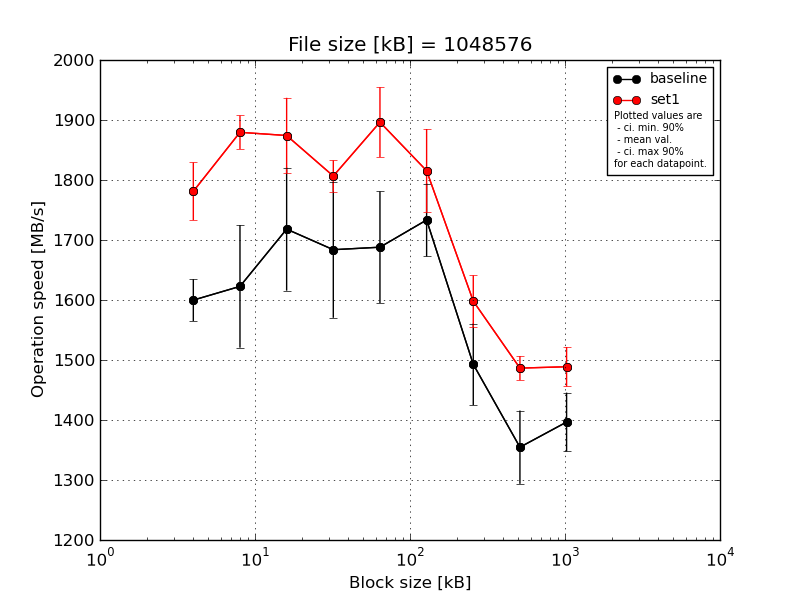 File size [kB] = 1048576
2000
1900
1800
1700
1600
1500
1400
1300
1200
Operation speed [MB/s]
baseline
set1
Plotted values are
- ci. min. 90%
- mean val.
- ci. max 90%
for each datapoint.
10⁰ 10¹ 10² 10³ 10⁴
Block size [kB]